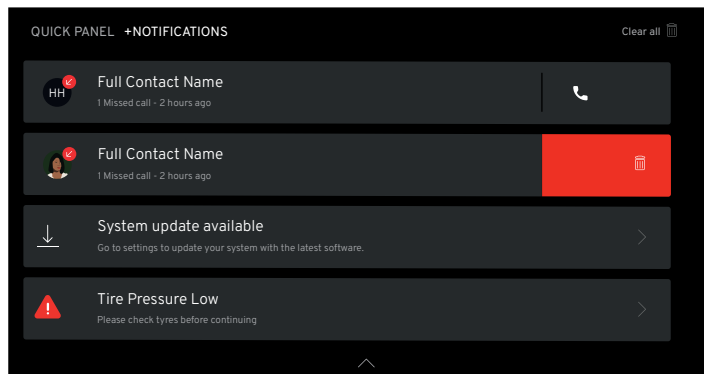 QUICK PANEL +NOTIFICATIONS Clear all
HH Full Contact Name
1 Missed call - 2 hours ago
Full Contact Name
1 Missed call - 2 hours ago
System update available
Go to settings to update your system with the latest software.
Tire Pressure Low
Please check tyres before continuing